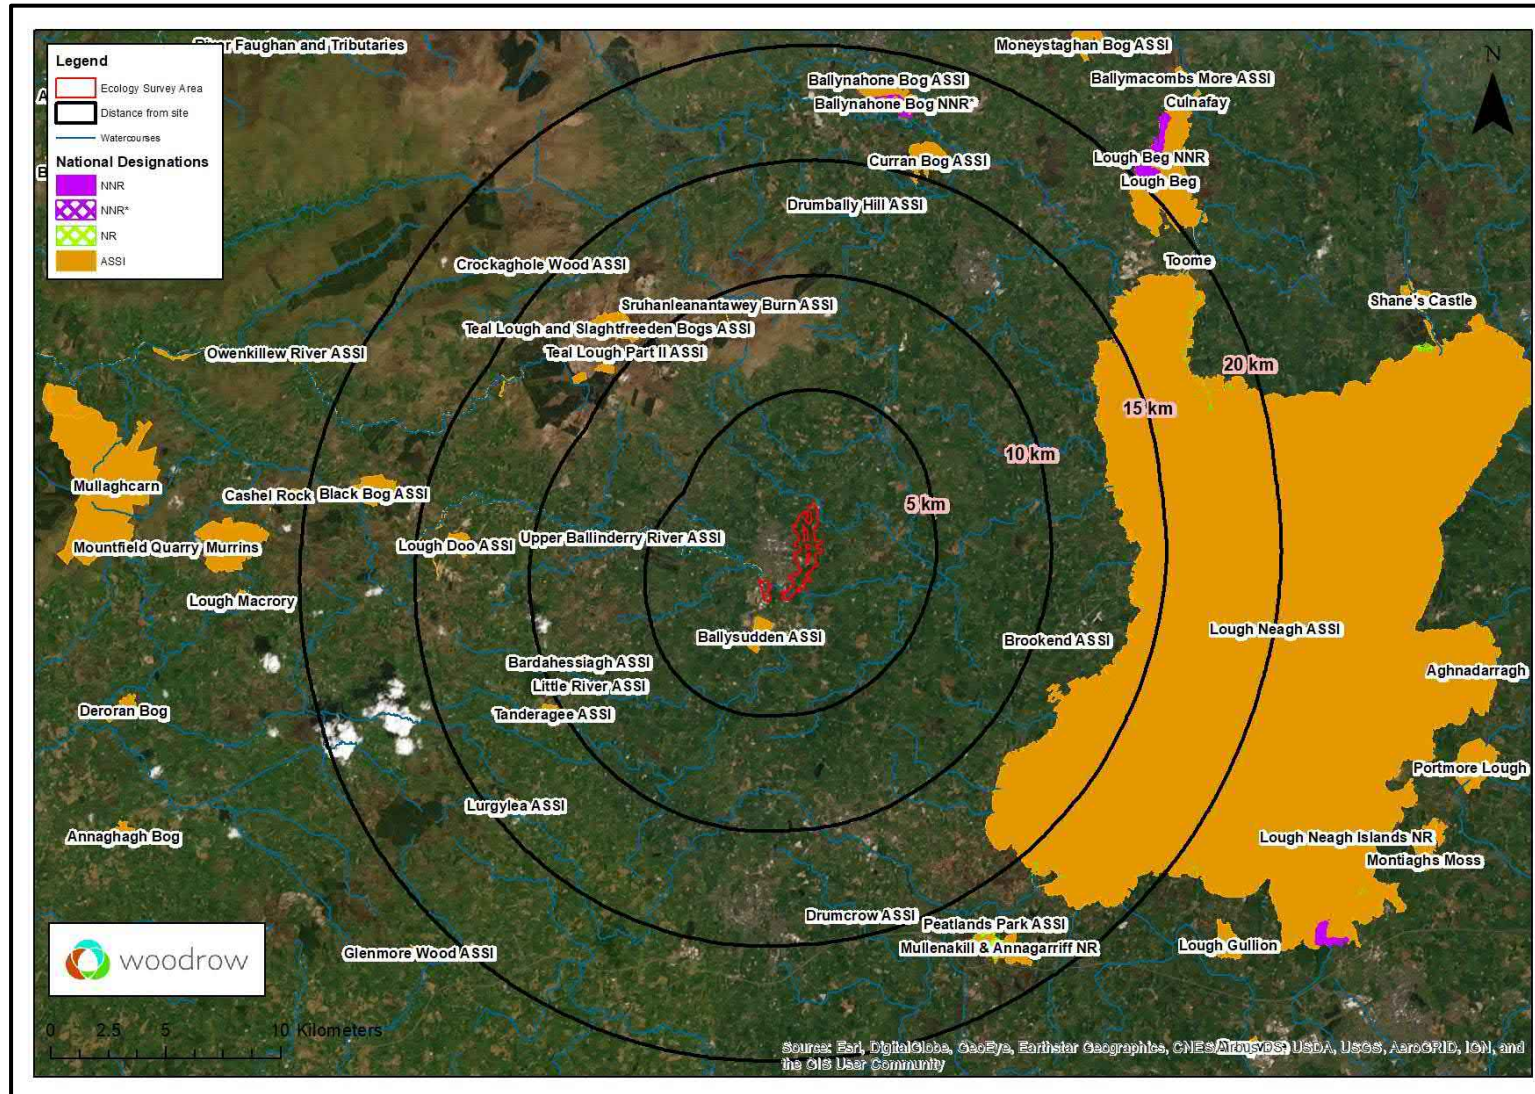 River Faughan and Tributaries
Moneystaghan Bog ASSI
N
Legend
Ecology Survey Area
Distance from site
Watercourses
National Designations
NNR
NNR*
NR
ASSI
Ballynahone Bog ASSI
Ballynahone Bog NNR*
Ballymacombs More ASSI
Culnafay
Curran Bog ASSI
Lough Beg NNR
Lough Beg
Drumbally Hill ASSI
Crockaghole Wood ASSI
Toome
Sruhanleanantawey Burn ASSI
Shane's Castle
Teal Lough and Slaghtfreeden Bogs ASSI
Owenkillew River ASSI
Teal Lough Part II ASSI
20 km
15 km
10 km
Mullaghcarn
Cashel Rock
Black Bog ASSI
5 km
Mountfield Quarry
Murrins
Lough Doo ASSI
Upper Ballinderry River ASSI
Lough Macrory
Ballysudden ASSI
Brookend ASSI
Lough Neagh ASSI
Bardahessiagh ASSI
Little River ASSI
Aghnadarragh
Deroran Bog
Tanderagee ASSI
Portmore Lough
Lurgylea ASSI
Annaghagh Bog
Lough Neagh Islands NR
Montiaghs Moss
Drumcrow ASSI
Peatlands Park ASSI
Mullenakill & Annagarriff NR
Lough Gullion
Glenmore Wood ASSI
woodrow
0 2.5 5 10 Kilometers
Source: Esri, DigitalGlobe, GeoEye, Earthstar Geographics, CNES/Airbus DS, USDA, USGS, AeroGRID, IGN, and
the GIS User Community